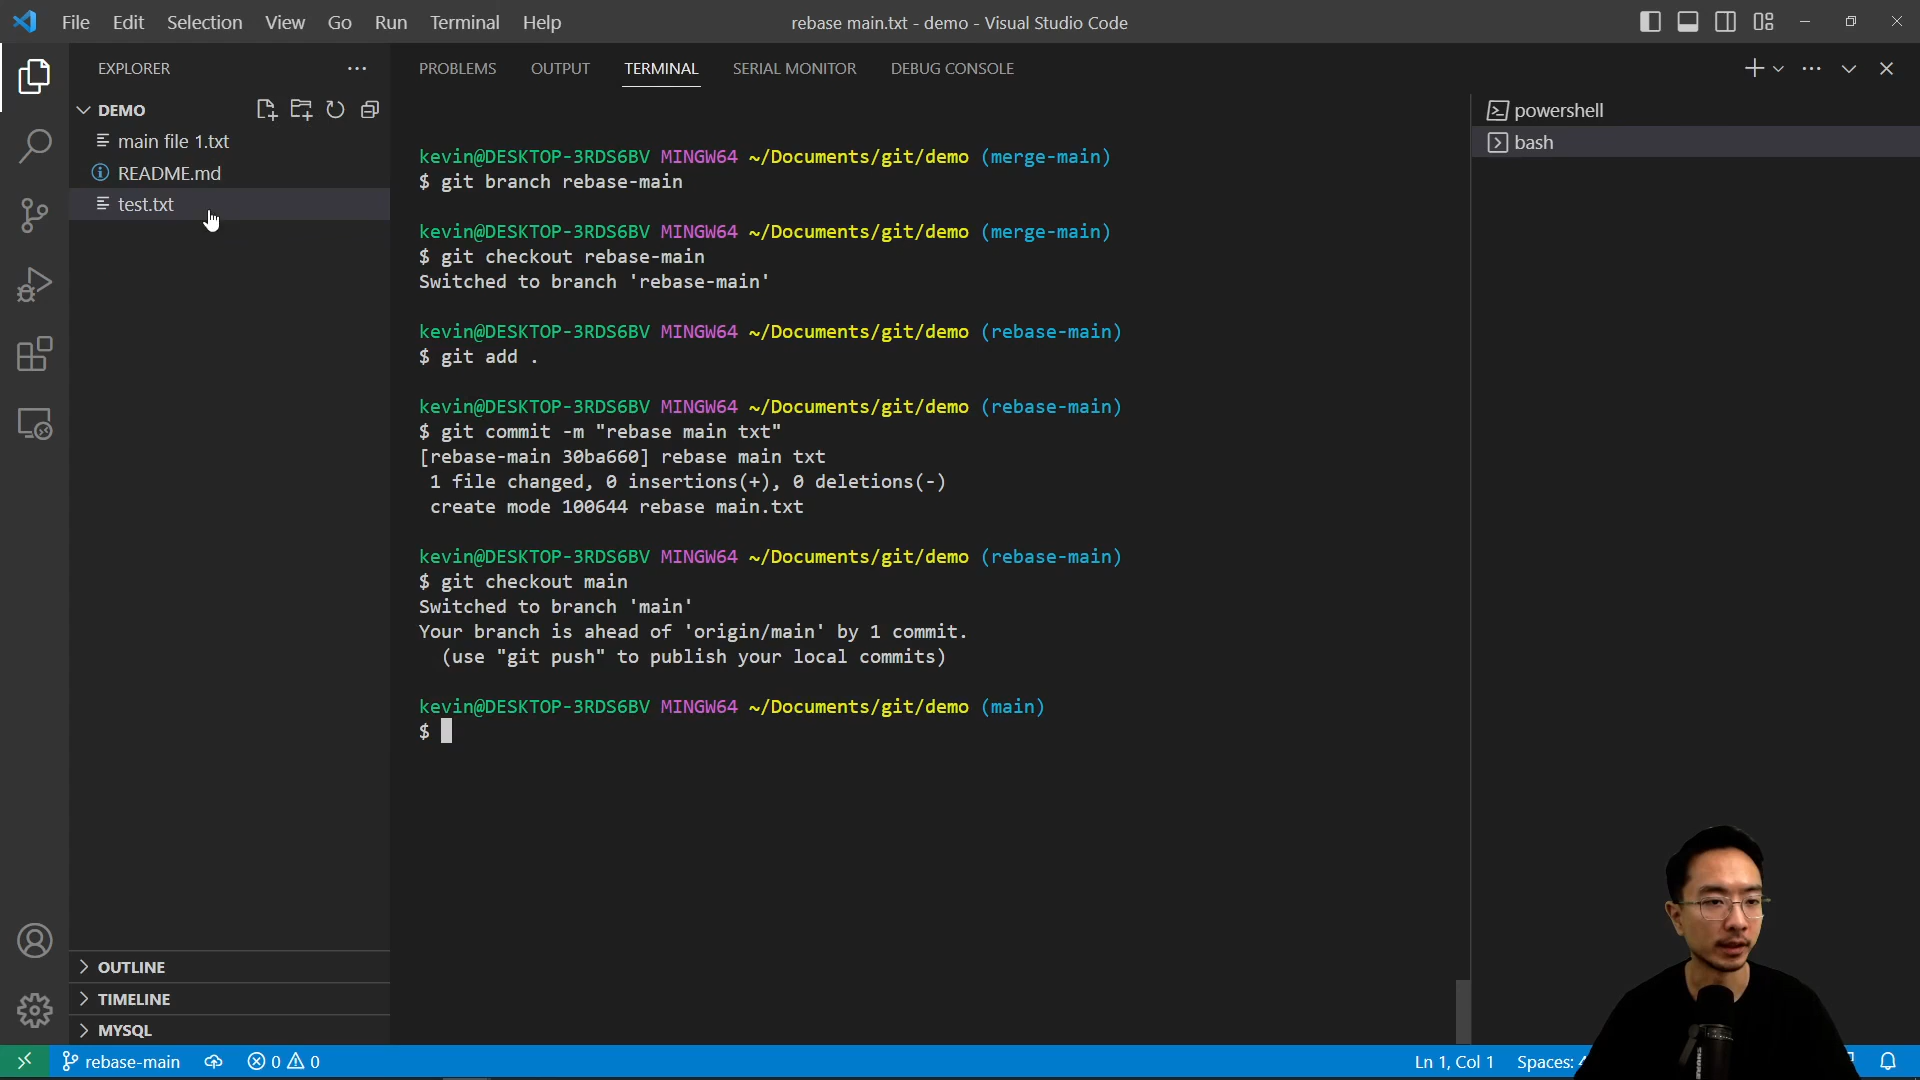 File Edit Selection View Go Run Terminal Help
rebase main.txt - demo - Visual Studio Code
EXPLORER
DEMO
main file 1.txt
README.md
test.txt
OUTLINE
TIMELINE
MYSQL
PROBLEMS OUTPUT TERMINAL SERIAL MONITOR DEBUG CONSOLE
kevin@DESKTOP-3RDS6BV MINGW64 ~/Documents/git/demo (merge-main)
$ git branch rebase-main
kevin@DESKTOP-3RDS6BV MINGW64 ~/Documents/git/demo (merge-main)
$ git checkout rebase-main
Switched to branch 'rebase-main'
kevin@DESKTOP-3RDS6BV MINGW64 ~/Documents/git/demo (rebase-main)
$ git add .
kevin@DESKTOP-3RDS6BV MINGW64 ~/Documents/git/demo (rebase-main)
$ git commit -m "rebase main txt"
[rebase-main 30ba660] rebase main txt
1 file changed, 0 insertions(+), 0 deletions(-)
create mode 100644 rebase main.txt
kevin@DESKTOP-3RDS6BV MINGW64 ~/Documents/git/demo (rebase-main)
$ git checkout main
Switched to branch 'main'
Your branch is ahead of 'origin/main' by 1 commit.
(use "git push" to publish your local commits)
kevin@DESKTOP-3RDS6BV MINGW64 ~/Documents/git/demo (main)
$
powershell
bash
rebase-main 0 0
Ln 1, Col 1 Spaces: